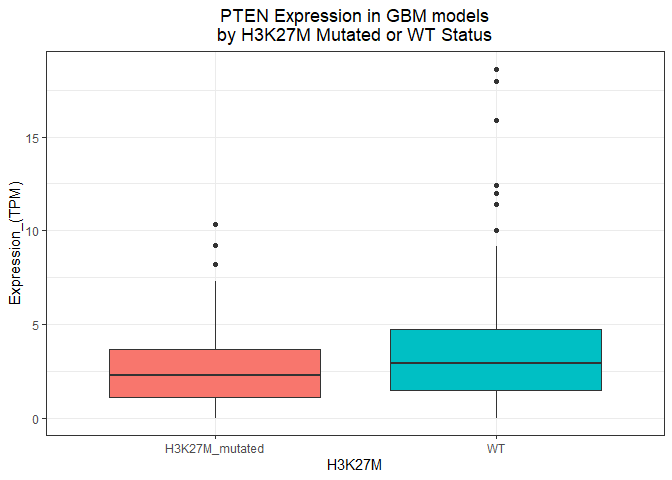 PTEN Expression in GBM models
by H3K27M Mutated or WT Status
Expression_(TPM)
15
10
5
0
H3K27M_mutated
WT
H3K27M